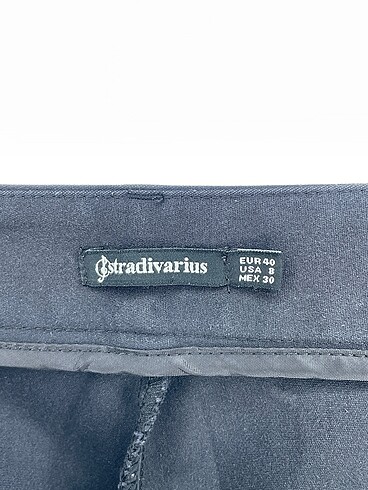 stradivarius
EUR 40
USA 8
MEX 30